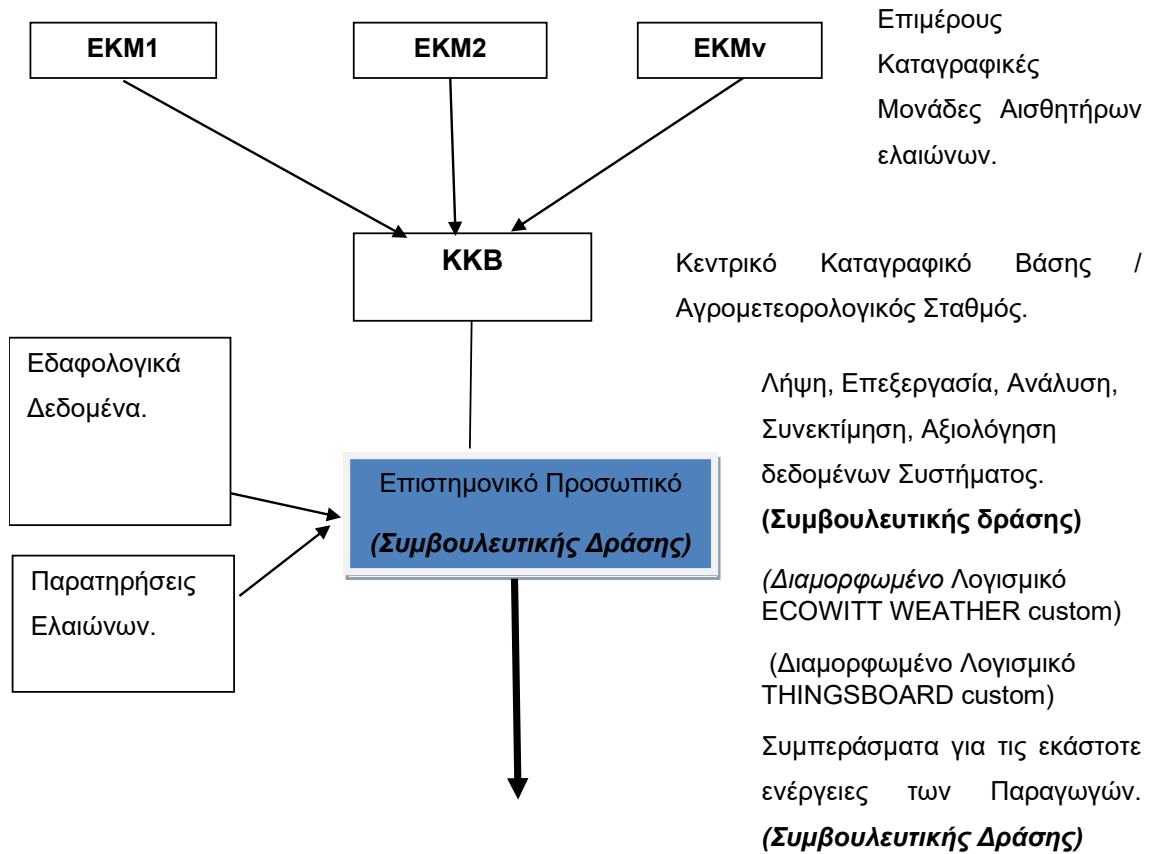 ΕΚΜ1
ΕΚΜ2
ΕΚΜν
Επιμέρους
Καταγραφικές
Μονάδες Αισθητήρων
ελαιώνων.
ΚΚΒ
Κεντρικό Καταγραφικό Βάσης /
Αγρομετεορολογικός Σταθμός.
Εδαφολογικά
Δεδομένα.
Λήψη, Επεξεργασία, Ανάλυση,
Συνεκτίμηση, Αξιολόγηση
δεδομένων Συστήματος.
(Συμβουλευτικής δράσης)
Επιστημονικό Προσωπικό
(Συμβουλευτικής Δράσης)
Παρατηρήσεις
Ελαιώνων.
(Διαμορφωμένο Λογισμικό
ECOWITT WEATHER custom)
(Διαμορφωμένο Λογισμικό
THINGSBOARD custom)
Συμπεράσματα για τις εκάστοτε
ενέργειες των Παραγωγών.
(Συμβουλευτικής Δράσης)